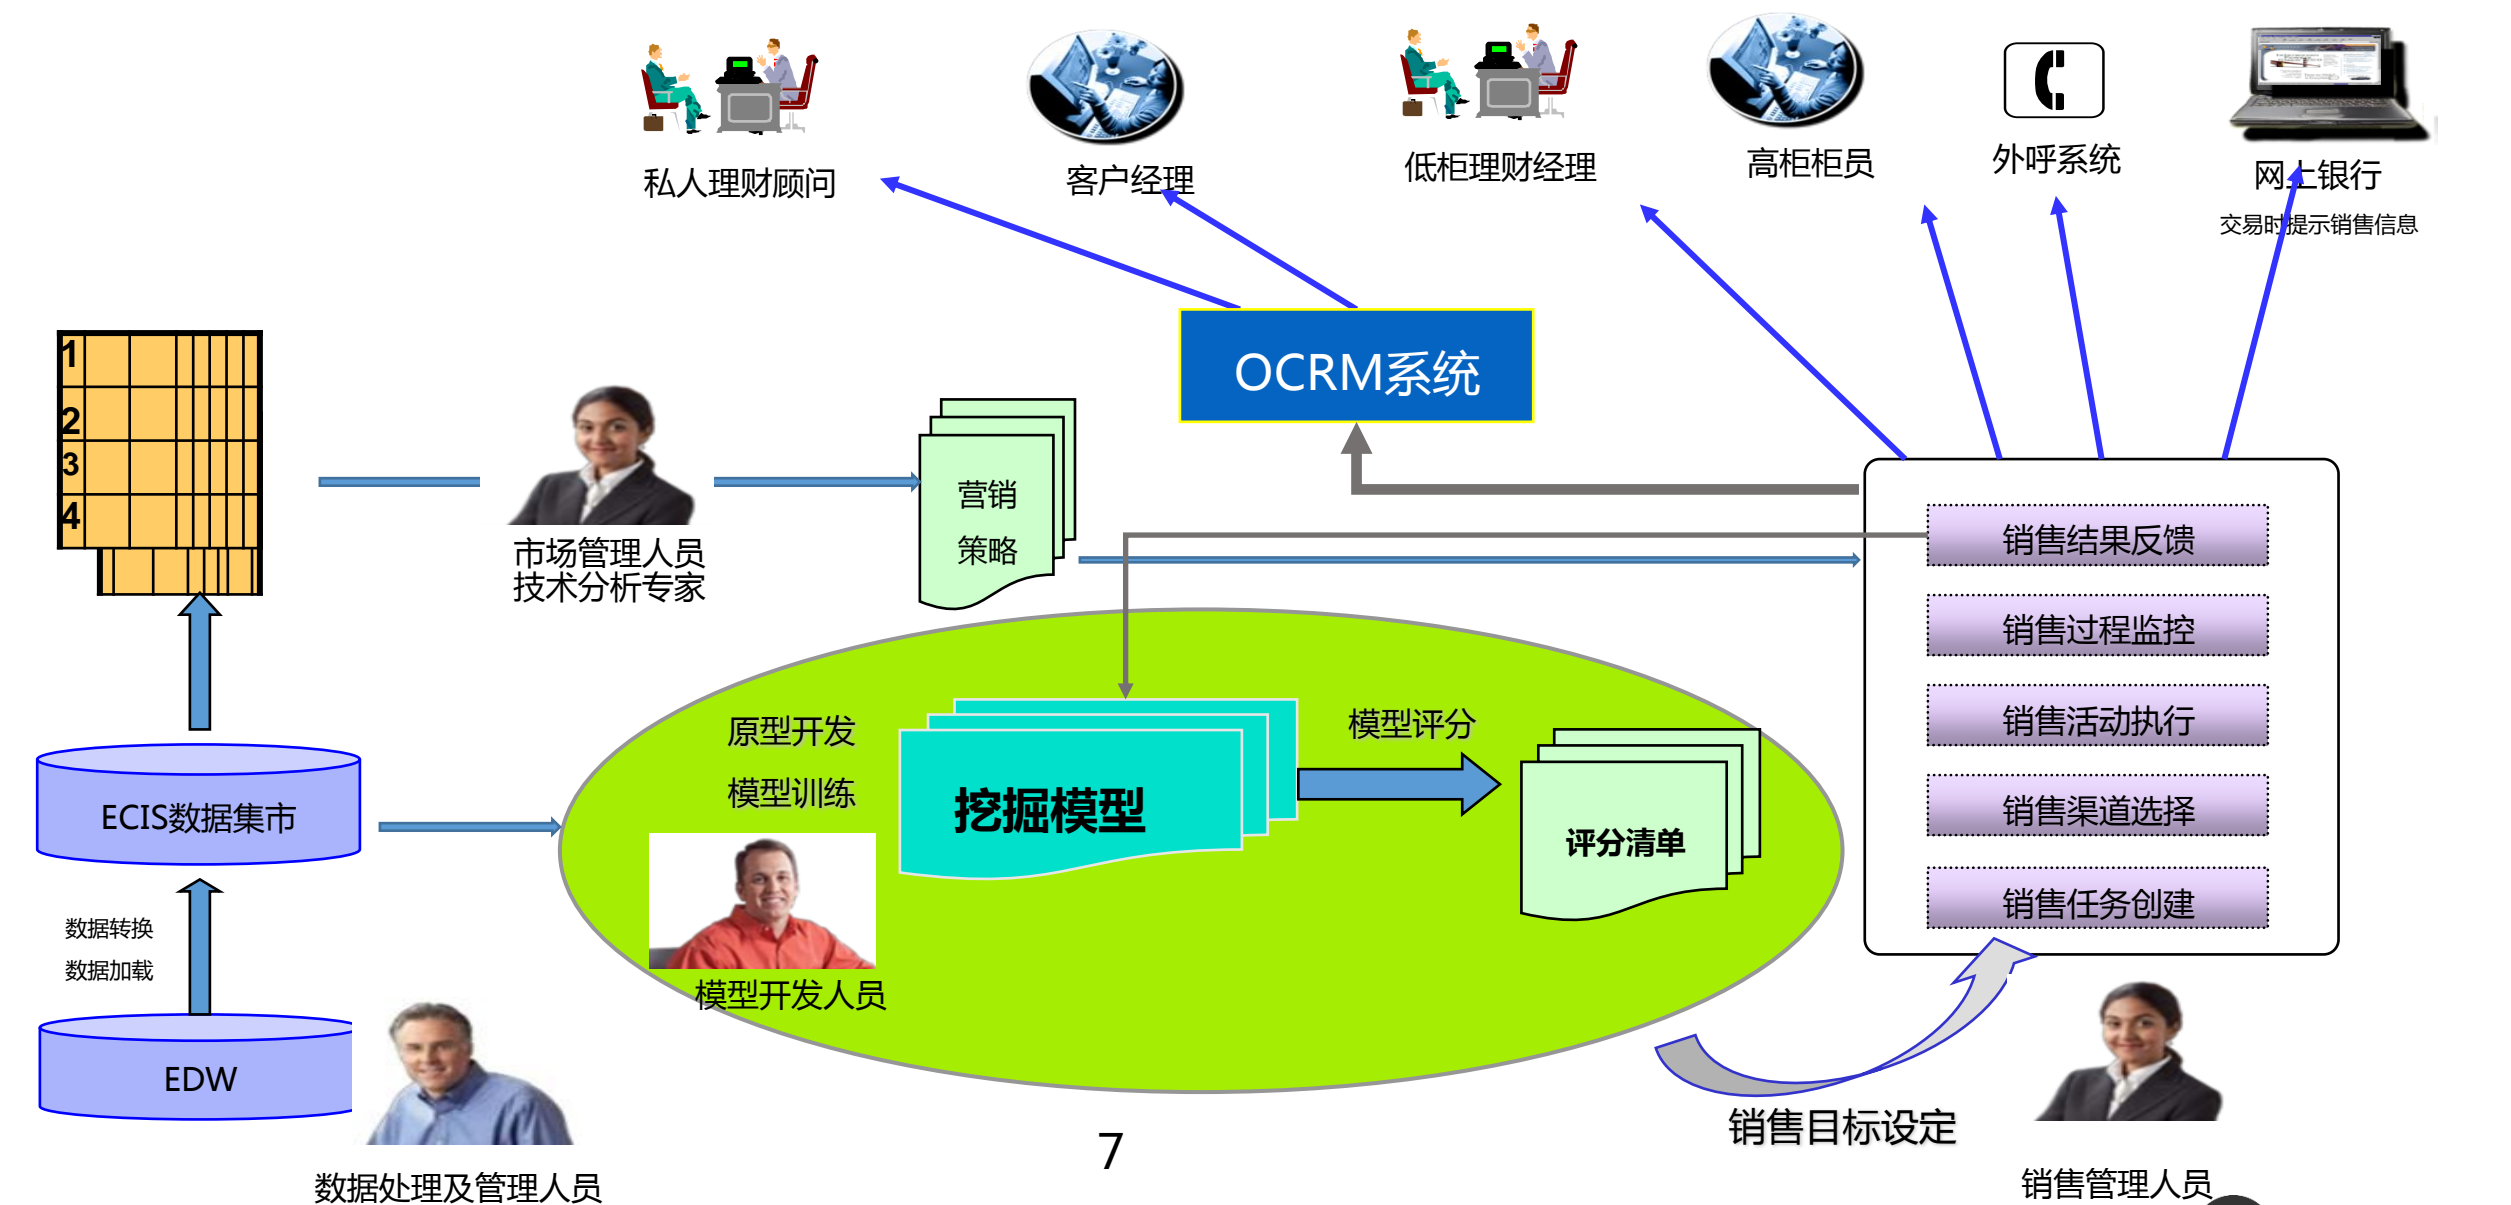 私人理财顾问
客户经理
低柜理财经理
高柜柜员
外呼系统
网上银行
交易时提示销售信息
OCRM系统
1
2
3
4
市场管理人员
技术分析专家
营销
策略
销售结果反馈
销售过程监控
销售活动执行
销售渠道选择
销售任务创建
原型开发
模型训练
挖掘模型
模型评分
评分清单
模型开发人员
ECIS数据集市
数据转换
数据加载
EDW
数据处理及管理人员
7
销售目标设定
销售管理人员